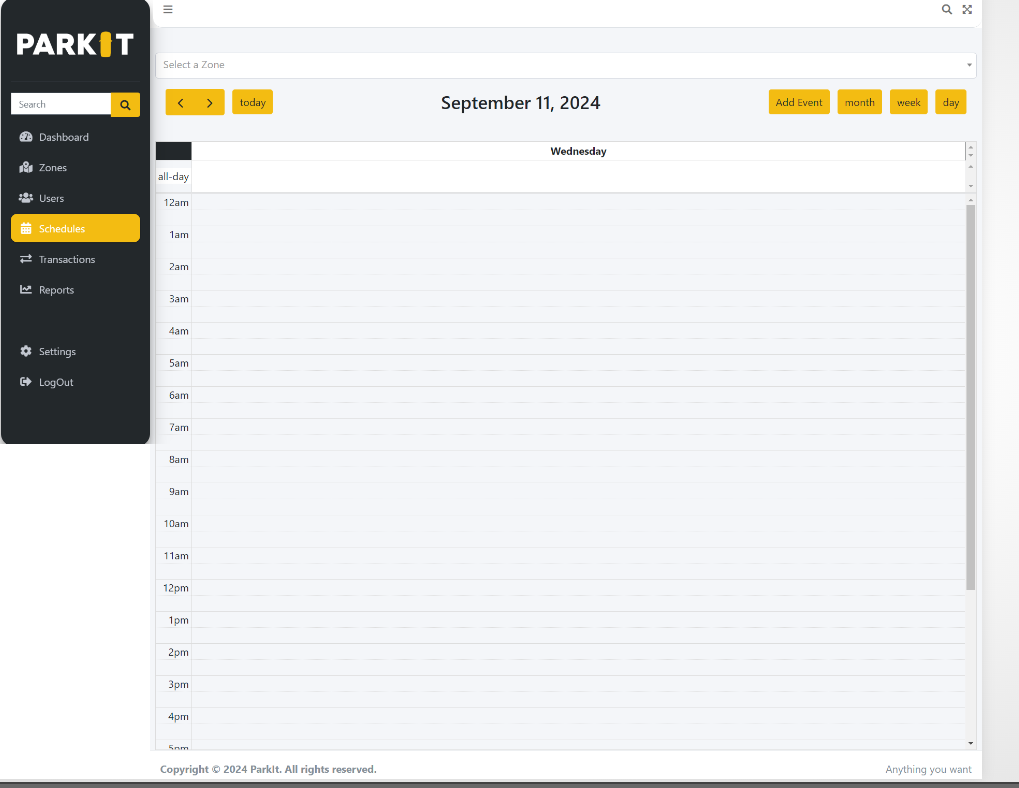 PARKIT
Search
Dashboard
Zones
Users
Schedules
Transactions
Reports
Settings
LogOut
Select a Zone
today
September 11, 2024
Add Event
month
week
day
Wednesday
all-day
12am
1am
2am
3am
4am
5am
6am
7am
8am
9am
10am
11am
12pm
1pm
2pm
3pm
4pm
5pm
Copyright © 2024 ParkIt. All rights reserved.
Anything you want